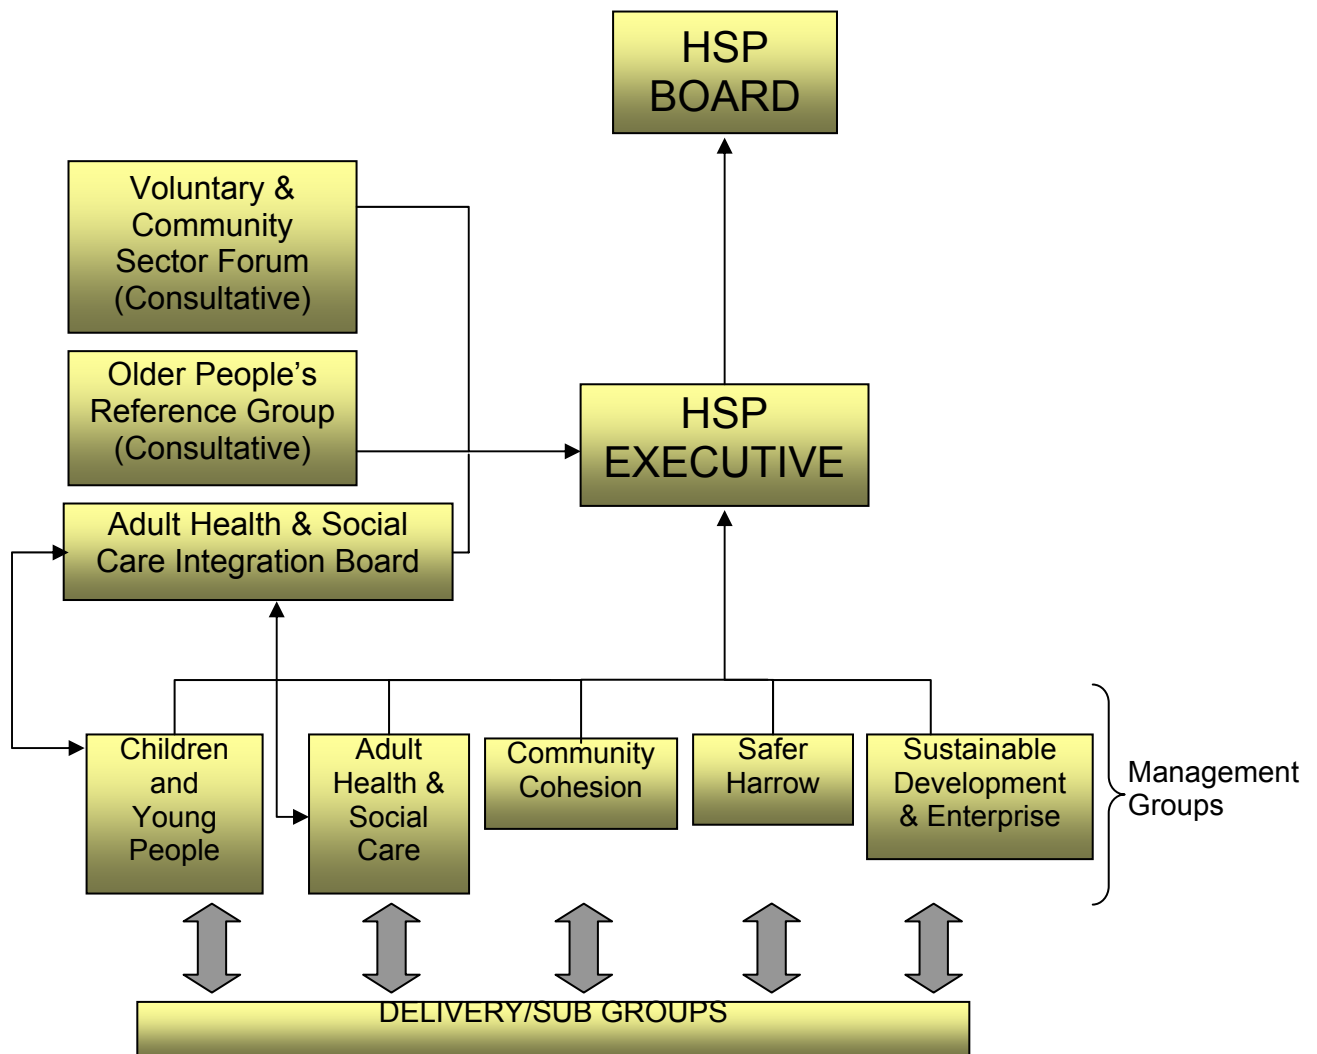 HSP
BOARD
Voluntary &
Community
Sector Forum
(Consultative)
Older People’s
Reference Group
(Consultative)
HSP
EXECUTIVE
Adult Health & Social
Care Integration Board
Children
and
Young
People
Adult
Health &
Social
Care
Community
Cohesion
Safer
Harrow
Sustainable
Development
& Enterprise
Management
Groups
DELIVERY/SUB GROUPS